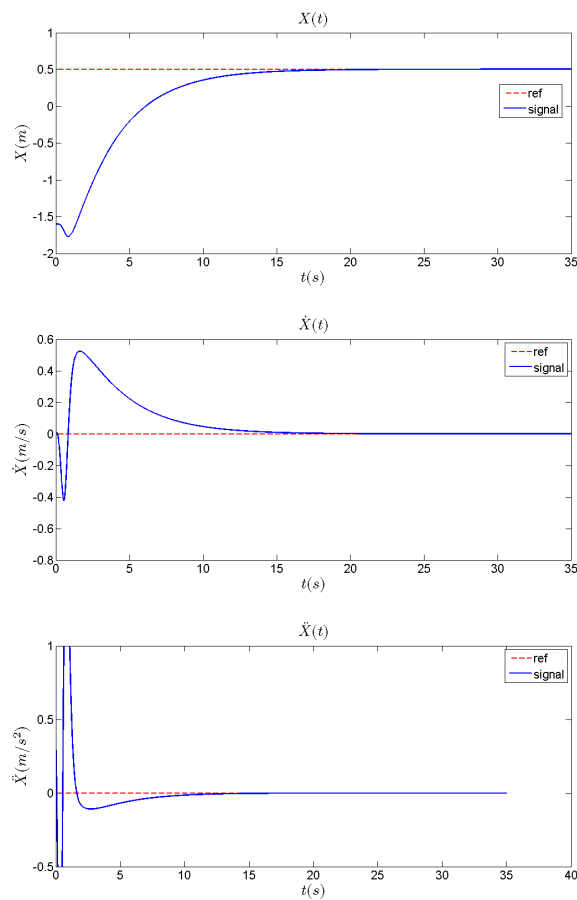 X(t)
1
0.5
0
-0.5
-1
-1.5
-2
X(m)
ref
signal
0 5 10 15 20 25 30 35
t(s)
Ẋ(t)
0.6
0.4
0.2
0
-0.2
-0.4
-0.6
-0.8
Ẋ(m/s)
ref
signal
0 5 10 15 20 25 30 35
t(s)
Ẍ(t)
1
0.5
0
-0.5
Ẍ(m/s²)
ref
signal
0 5 10 15 20 25 30 35 40
t(s)